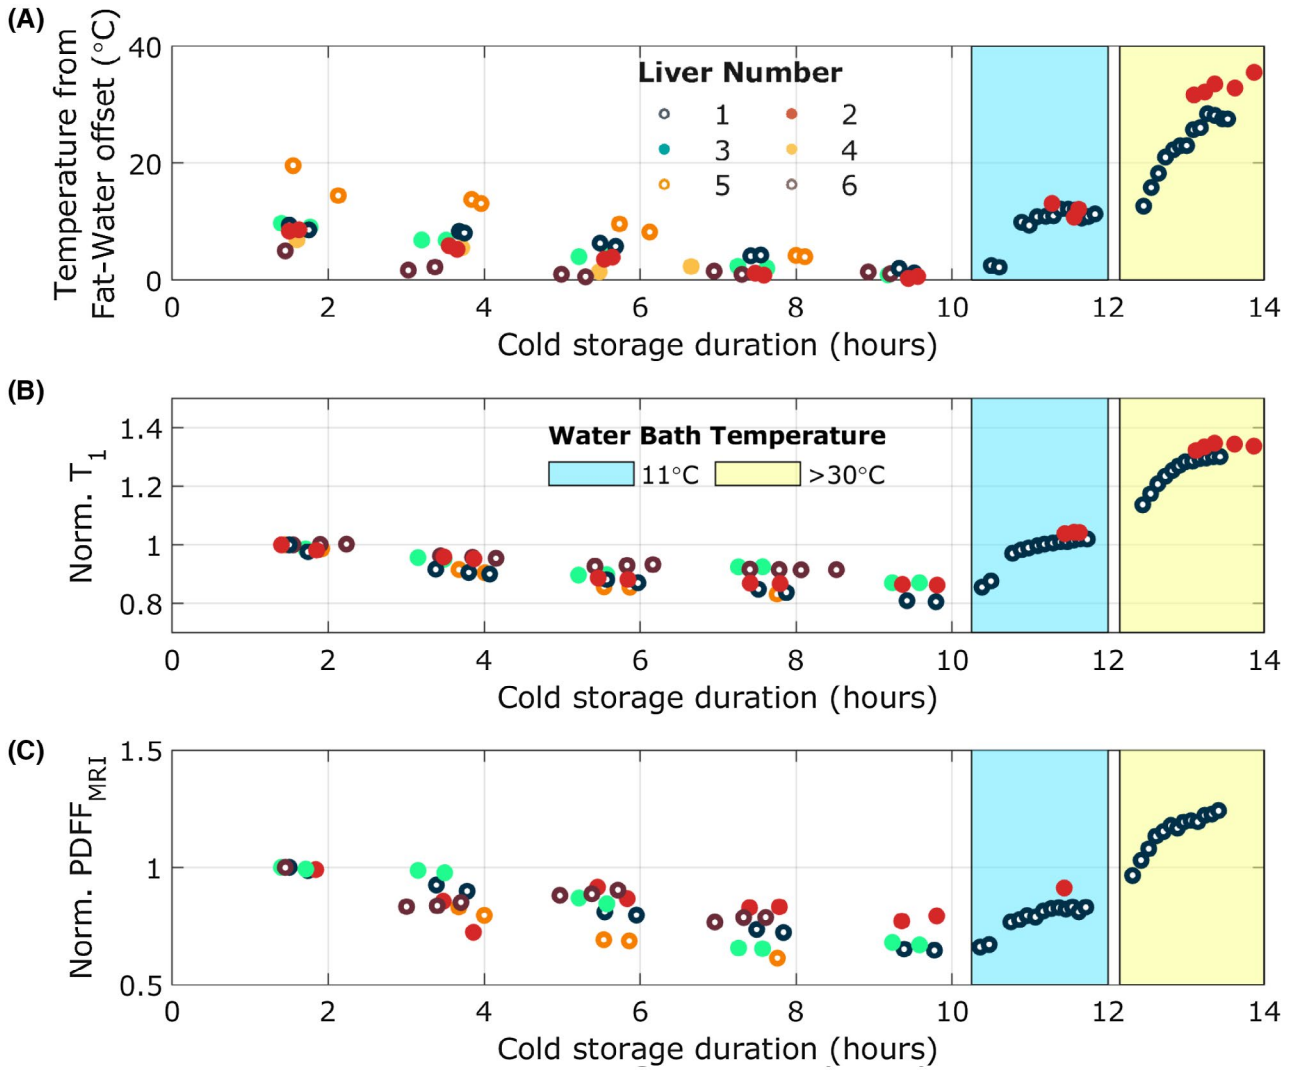 (A)
Temperature from
Fat-Water offset (°C)
40
20
0
Liver Number
1 2
3 4
5 6
0 2 4 6 8 10 12 14
Cold storage duration (hours)
(B)
Norm. T1
1.4
1.2
1
0.8
Water Bath Temperature
11°C >30°C
0 2 4 6 8 10 12 14
Cold storage duration (hours)
(C)
Norm. PDFFMRI
1.5
1
0.5
0 2 4 6 8 10 12 14
Cold storage duration (hours)